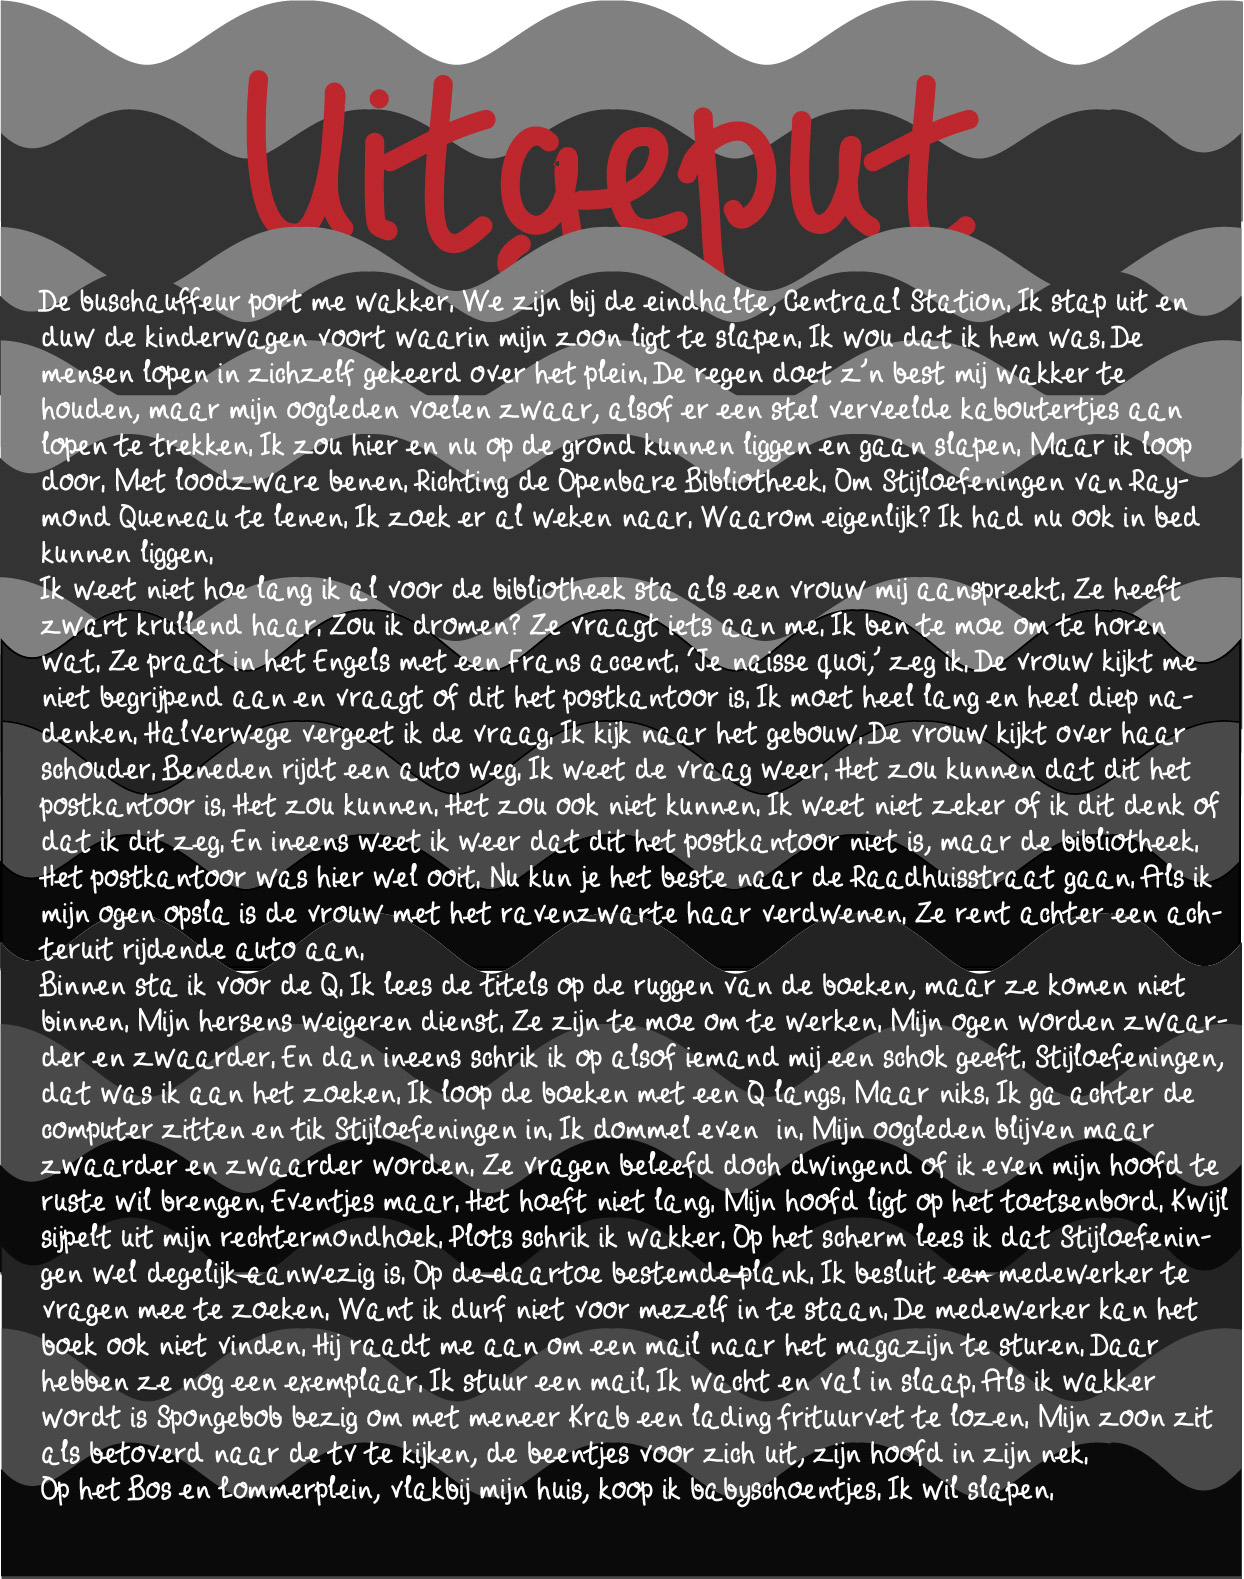 Uitgeput
De buschauffeur port me wakker. We zijn bij de eindhalte, Centraal Station. Ik stap uit en
duw de kinderwagen voort waarin mijn zoon ligt te slapen. Ik wou dat ik hem was. De
mensen lopen in zichzelf gekeerd over het plein. De regen doet z'n best mij wakker te
houden, maar mijn oogleden voelen zwaar, alsof er een stel verveelde kaboutertjes aan
lopen te trekken. Ik zou hier en nu op de grond kunnen liggen en gaan slapen. Maar ik loop
door. Met loodzware benen. Richting de Openbare Bibliotheek. Om Stijloefeningen van Ray-
mond Queneau te lenen. Ik zoek er al weken naar. Waarom eigenlijk? Ik had nu ook in bed
kunnen liggen.
Ik weet niet hoe lang ik al voor de bibliotheek sta als een vrouw mij aanspreekt. Ze heeft
zwart krullend haar. Zou ik dromen? Ze vraagt iets aan me. Ik ben te moe om te horen
wat. Ze praat in het Engels met een Frans accent. 'Je naisse quoi,' zeg ik. De vrouw kijkt me
niet begrijpend aan en vraagt of dit het postkantoor is. Ik moet heel lang en heel diep na-
denken. Halverwege vergeet ik de vraag. Ik kijk naar het gebouw. De vrouw kijkt over haar
schouder. Beneden rijdt een auto weg. Ik weet de vraag weer. Het zou kunnen dat dit het
postkantoor is. Het zou kunnen. Het zou ook niet kunnen. Ik weet niet zeker of ik dit denk of
dat ik dit zeg. En ineens weet ik weer dat dit het postkantoor niet is, maar de bibliotheek.
Het postkantoor was hier wel ooit. Nu kun je het beste naar de Raadhuisstraat gaan. Als ik
mijn ogen opsla is de vrouw met het ravenzwarte haar verdwenen. Ze rent achter een ach-
teruit rijdende auto aan.
Binnen sta ik voor de Q. Ik lees de titels op de ruggen van de boeken, maar ze komen niet
binnen. Mijn hersens weigeren dienst. Ze zijn te moe om te werken. Mijn ogen worden zwaar-
der en zwaarder. En dan ineens schrik ik op alsof iemand mij een schok geeft. Stijloefeningen,
dat was ik aan het zoeken. Ik loop de boeken met een Q langs. Maar niks. Ik ga achter de
computer zitten en tik Stijloefeningen in. Ik dommel even in. Mijn oogleden blijven maar
zwaarder en zwaarder worden. Ze vragen beleefd doch dwingend of ik even mijn hoofd te
ruste wil brengen. Eventjes maar. Het hoeft niet lang. Mijn hoofd ligt op het toetsenbord. Kwijl
sijpelt uit mijn rechtermondhoek. Plots schrik ik wakker. Op het scherm lees ik dat Stijloefenin-
gen wel degelijk aanwezig is. Op de daartoe bestemde plank. Ik besluit een medewerker te
vragen mee te zoeken. Want ik durf niet voor mezelf in te staan. De medewerker kan het
boek ook niet vinden. Hij raadt me aan om een mail naar het magazijn te sturen. Daar
hebben ze nog een exemplaar. Ik stuur een mail. Ik wacht en val in slaap. Als ik wakker
wordt is Spongebob bezig om met meneer Krab een lading frituurvet te lozen. Mijn zoon zit
als betoverd naar de tv te kijken, de beentjes voor zich uit, zijn hoofd in zijn nek.
Op het Bos en Lommerplein, vlakbij mijn huis, koop ik babyschoentjes. Ik wil slapen.